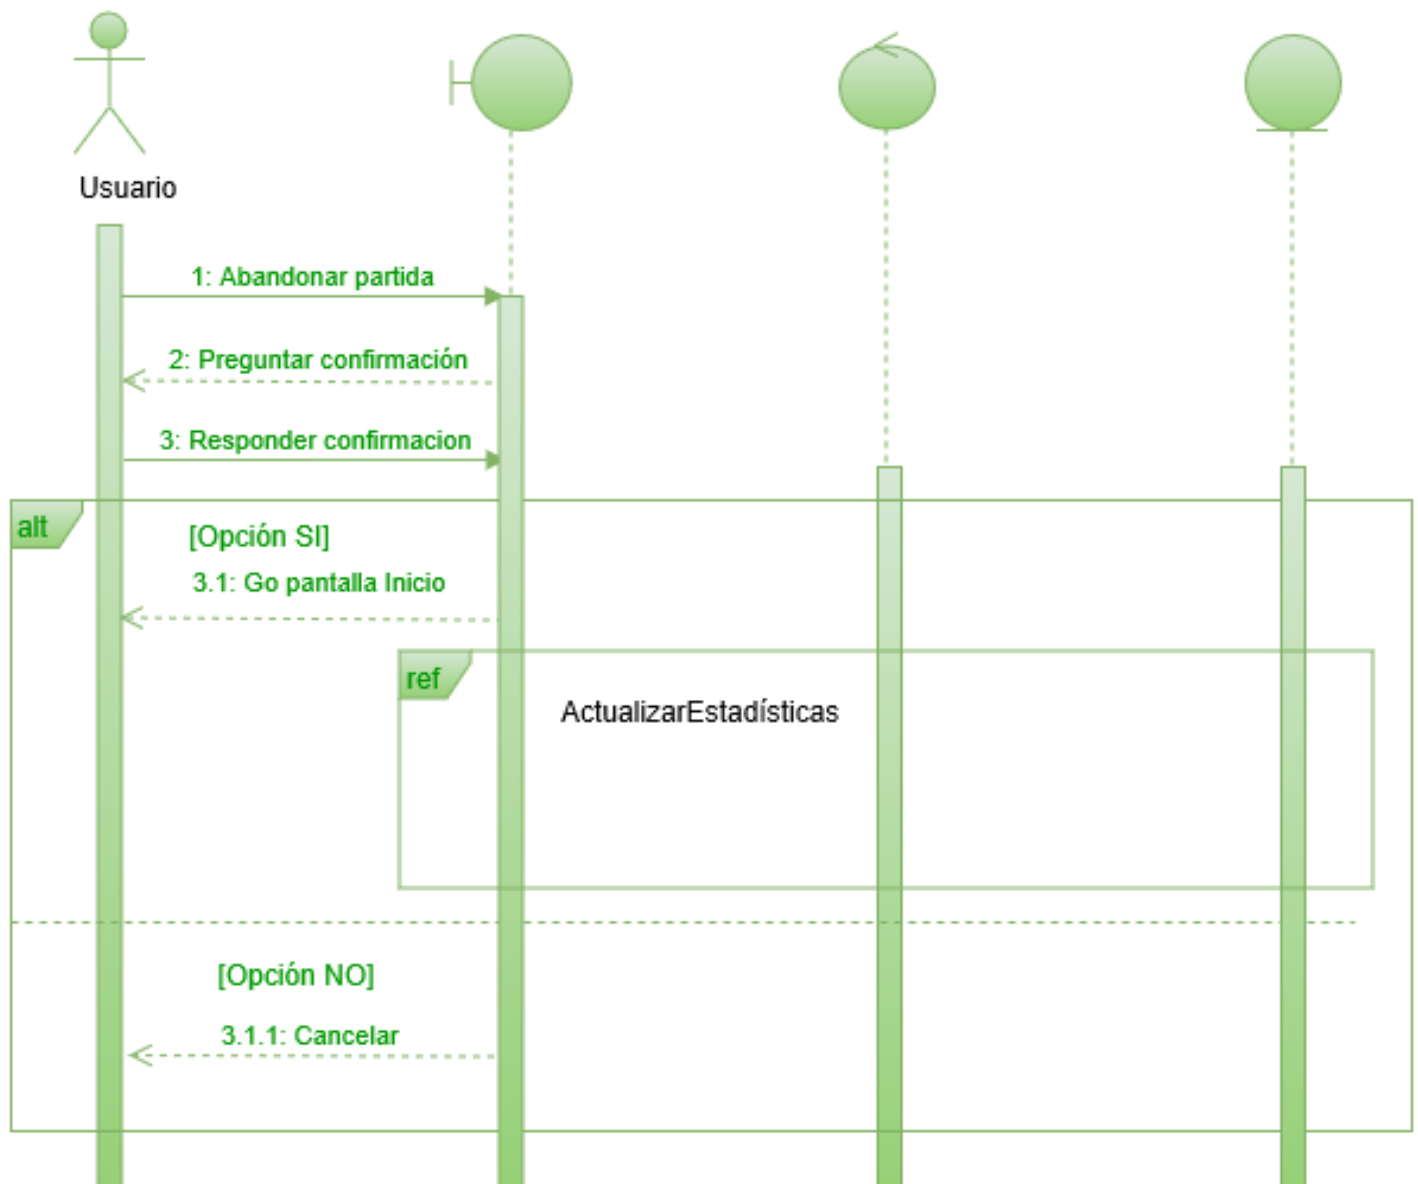 Usuario
1: Abandonar partida
2: Preguntar confirmación
3: Responder confirmacion
alt
[Opción SI]
3.1: Go pantalla Inicio
ref
ActualizarEstadísticas
[Opción NO]
3.1.1: Cancelar